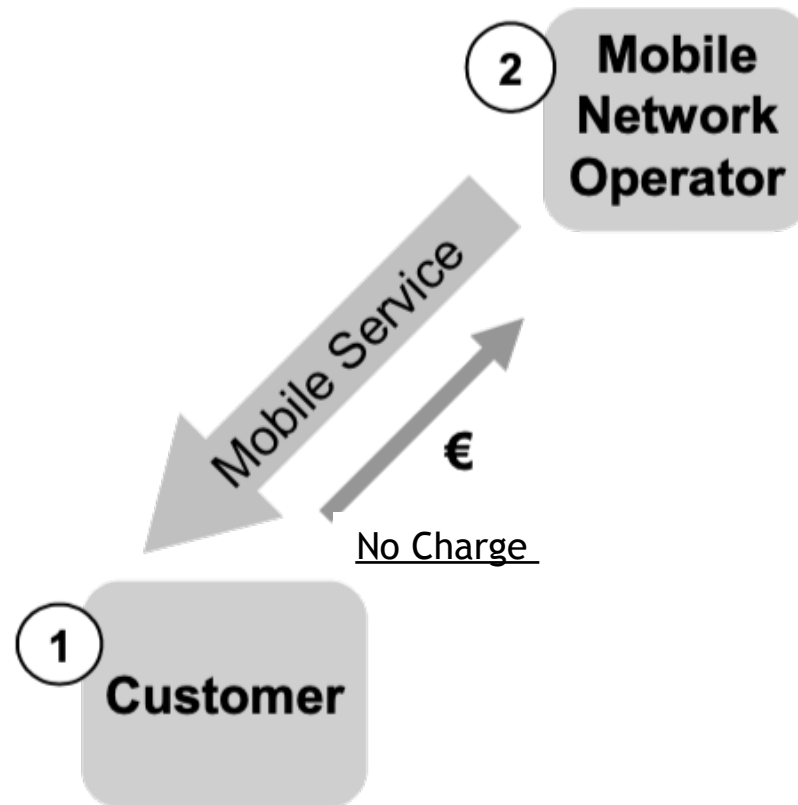 2
Mobile
Network
Operator
Mobile Service
€
No Charge
1
Customer